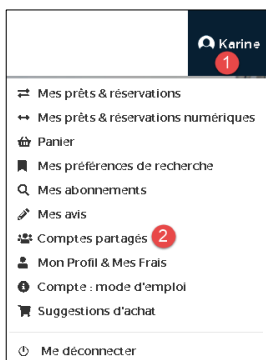 Karine
1
Mes prêts & réservations
Mes prêts & réservations numériques
Panier
Mes préférences de recherche
Mes abonnements
Mes avis
Comptes partagés 2
Mon Profil & Mes Frais
Compte : mode d'emploi
Suggestions d'achat
Me déconnecter